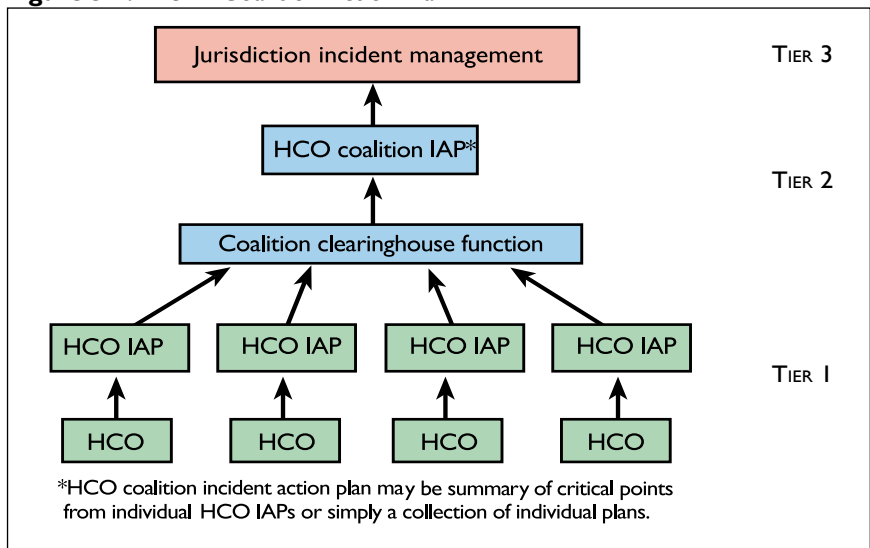 Jurisdiction incident management
TIER 3
HCO coalition IAP*
TIER 2
Coalition clearinghouse function
HCO IAP HCO IAP HCO IAP HCO IAP
TIER 1
HCO HCO HCO HCO
*HCO coalition incident action plan may be summary of critical points
from individual HCO IAPs or simply a collection of individual plans.